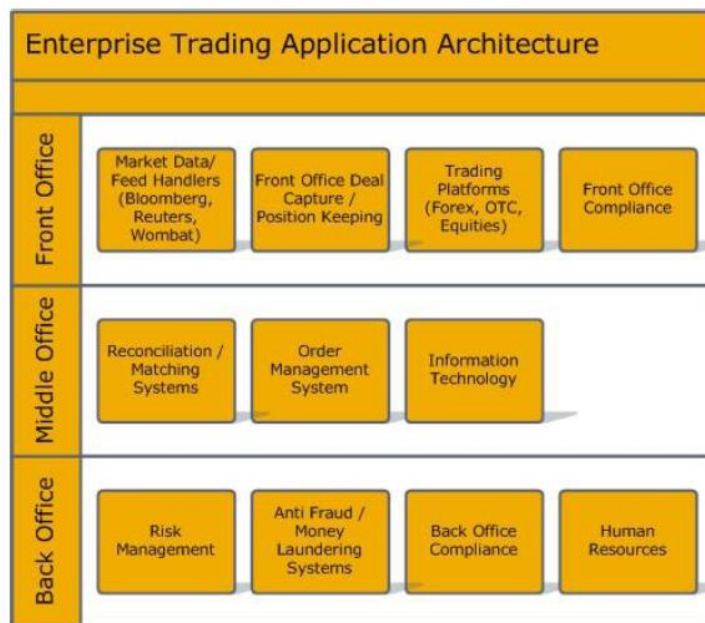 Enterprise Trading Application Architecture
Front Office
Market Data/
Feed Handlers
(Bloomberg,
Reuters,
Wombat)
Front Office Deal
Capture /
Position Keeping
Trading
Platforms
(Forex, OTC,
Equities)
Front Office
Compliance
Middle Office
Reconciliation /
Matching
Systems
Order
Management
System
Information
Technology
Back Office
Risk
Management
Anti Fraud /
Money
Laundering
Systems
Back Office
Compliance
Human
Resources